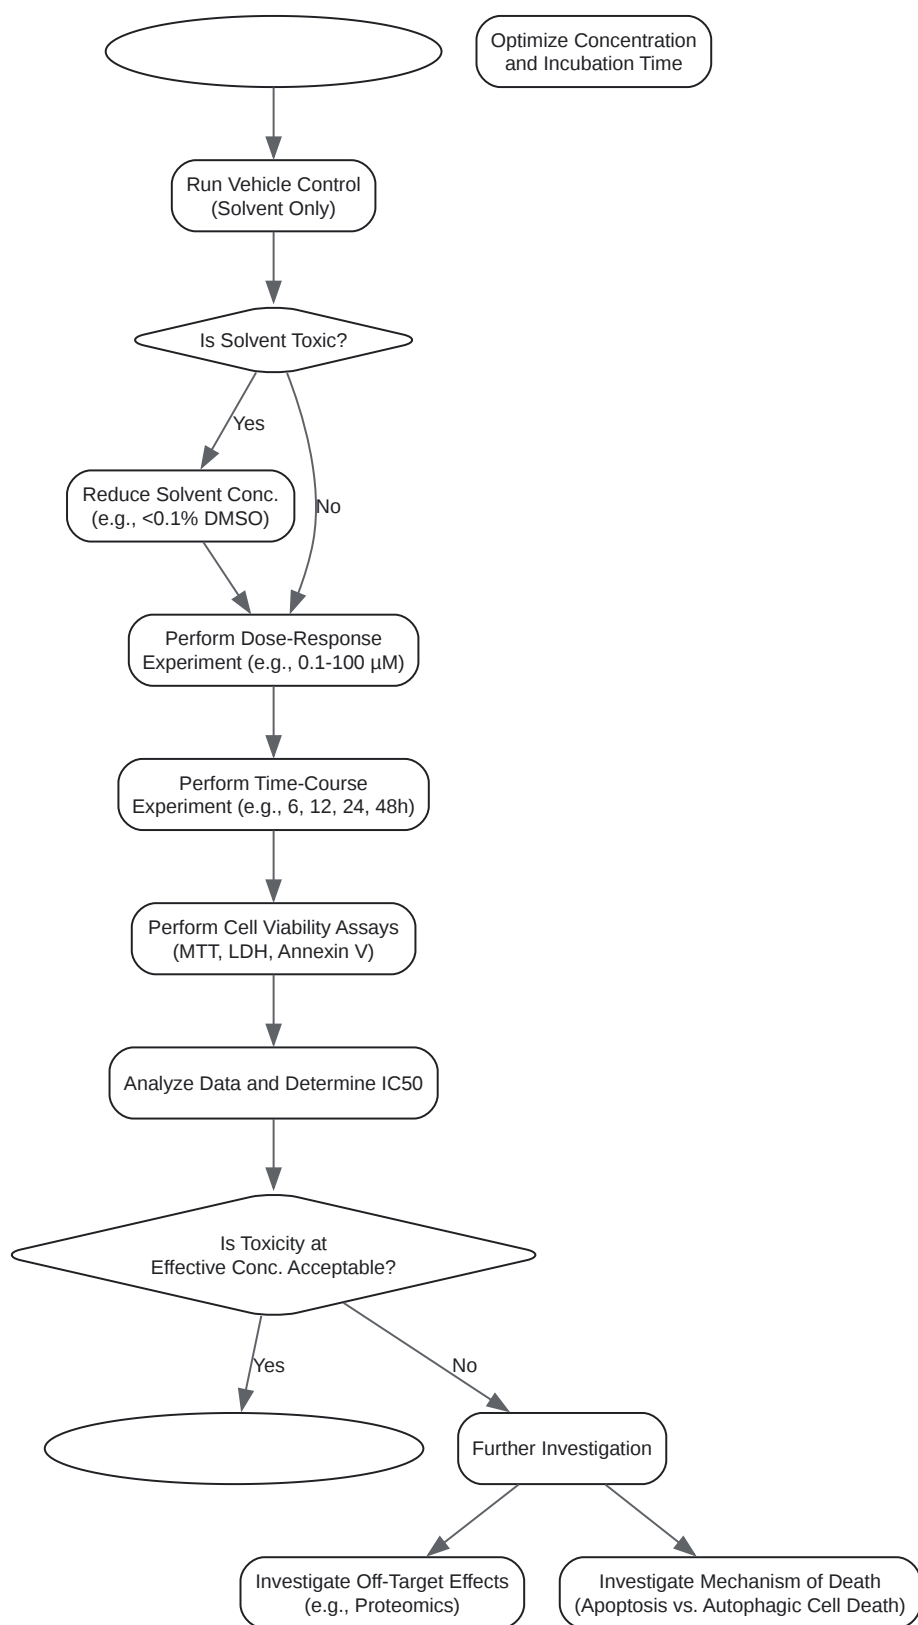 Optimize Concentration
and Incubation Time
Run Vehicle Control
(Solvent Only)
Is Solvent Toxic?
Yes
Reduce Solvent Conc.
(e.g., <0.1% DMSO)
No
Perform Dose-Response
Experiment (e.g., 0.1-100 µM)
Perform Time-Course
Experiment (e.g., 6, 12, 24, 48h)
Perform Cell Viability Assays
(MTT, LDH, Annexin V)
Analyze Data and Determine IC50
Is Toxicity at
Effective Conc. Acceptable?
Yes
No
Further Investigation
Investigate Off-Target Effects
(e.g., Proteomics)
Investigate Mechanism of Death
(Apoptosis vs. Autophagic Cell Death)